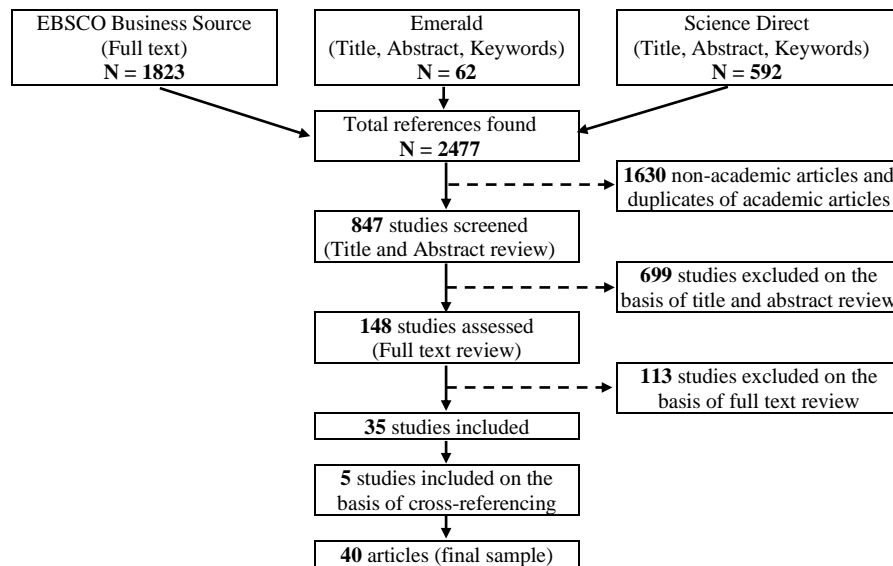 EBSCO Business Source
(Full text)
N = 1823
Emerald
(Title, Abstract, Keywords)
N = 62
Science Direct
(Title, Abstract, Keywords)
N = 592
Total references found
N = 2477
1630 non-academic articles and
duplicates of academic articles
847 studies screened
(Title and Abstract review)
699 studies excluded on the
basis of title and abstract review
148 studies assessed
(Full text review)
113 studies excluded on the
basis of full text review
35 studies included
5 studies included on the
basis of cross-referencing
40 articles (final sample)